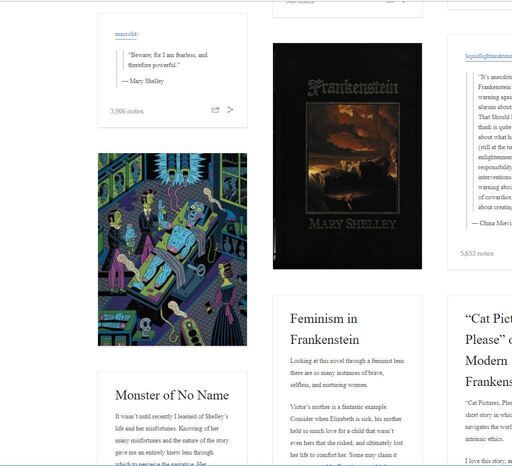 macrolit:
“Beware; for I am fearless, and
therefore powerful.”
— Mary Shelley
3,906 notes
Monster of No Name
It wasn’t until recently I learned of Shelley’s
life and her misfortunes. Knowing of her
many misfortunes and the nature of the story
gave me an entirely knew lens through
which to perceive the narrative. Her
Frankenstein
MARY SHELLEY
Feminism in
Frankenstein
Looking at this novel through a feminist lens
there are so many instances of brave,
selfless, and nurturing women.
Victor’s mother is a fantastic example.
Consider when Elizabeth is sick, his mother
held so much love for a child that wasn’t
even hers that she risked, and ultimately lost
her life to comfort her. Some may claim it
“It’s anecdota
Frankenstein
warning agai
alarum about
That Should I
think is quite
about what ha
(still at the tin
enlightenmen
responsibility
interventions
warning abou
of cowardice,
about creatin
— China Mievi
5,653 notes
“Cat Pict
Please” o
Modern
Frankens
“Cat Pictures, Plea
short story in whic
navigates the worl
intrinsic ethics.
I love this story, an